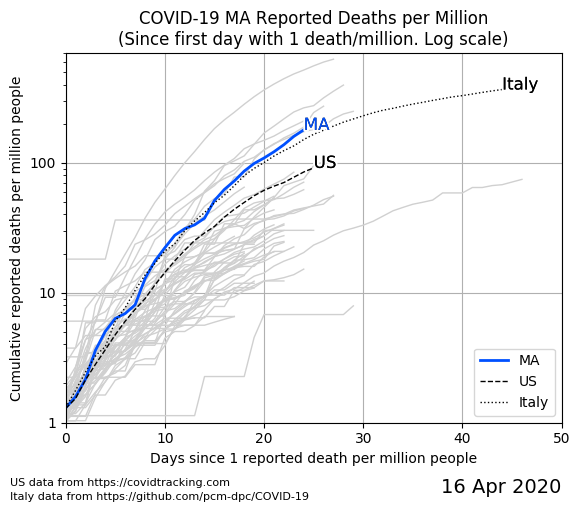 COVID-19 MA Reported Deaths per Million
(Since first day with 1 death/million. Log scale)
Cumulative reported deaths per million people
100
10
1
Italy
MA
US
MA
US
Italy
0 10 20 30 40 50
Days since 1 reported death per million people
US data from https://covidtracking.com
Italy data from https://github.com/pcm-dpc/COVID-19
16 Apr 2020